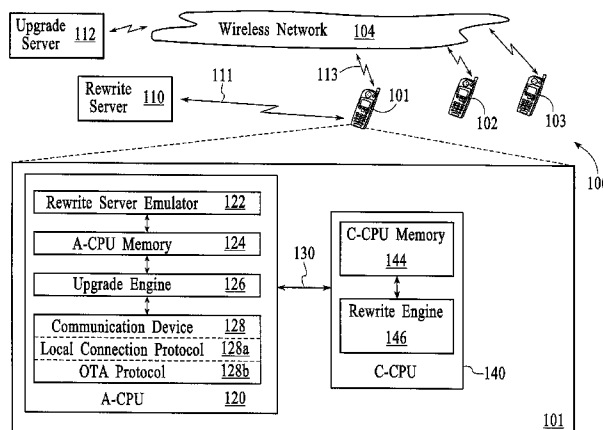 Upgrade
Server 112
Wireless Network 104
113
111
Rewrite
Server 110
101
102
103
100
Rewrite Server Emulator 122
A-CPU Memory 124
Upgrade Engine 126
Communication Device 128
Local Connection Protocol 128a
OTA Protocol 128b
A-CPU 120
130
C-CPU Memory
144
Rewrite Engine
146
C-CPU
140
101